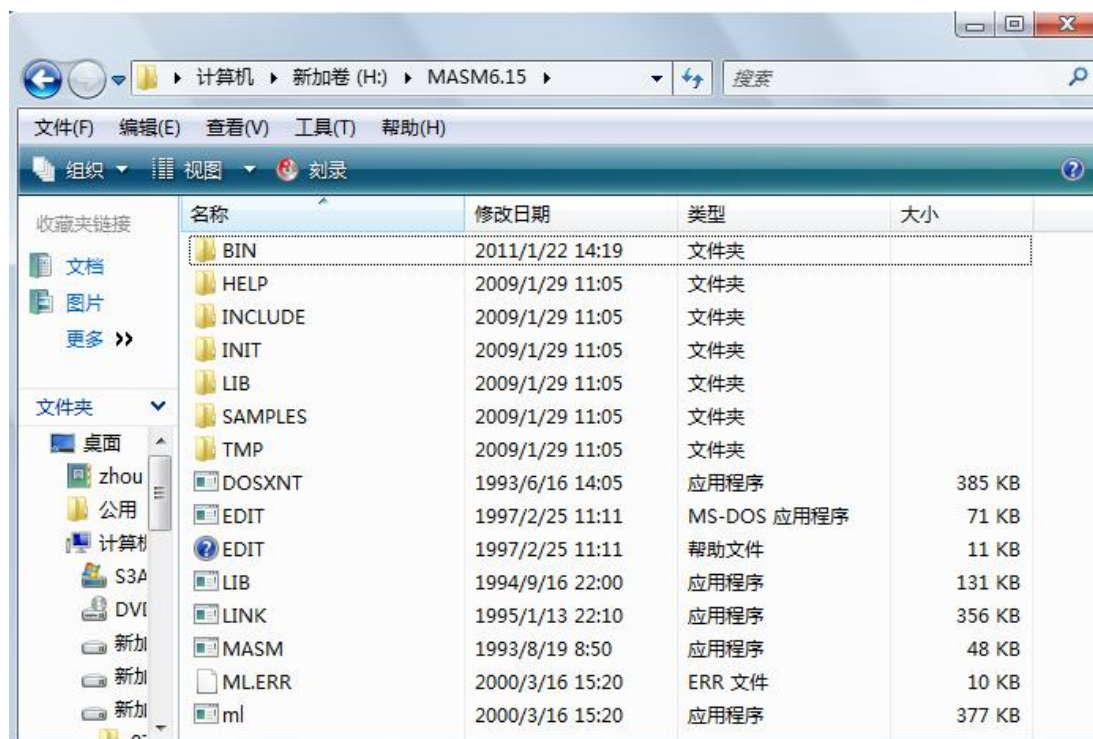 计算机 新加卷 (H:) MASM6.15 搜索
文件(F) 编辑(E) 查看(V) 工具(T) 帮助(H)
组织 视图 刻录
收藏夹链接
文档
图片
更多 »
文件夹
桌面
zhou
公用
计算机
S3A
DVD
新加
新加
新加
名称 修改日期 类型 大小
BIN 2011/1/22 14:19 文件夹
HELP 2009/1/29 11:05 文件夹
INCLUDE 2009/1/29 11:05 文件夹
INIT 2009/1/29 11:05 文件夹
LIB 2009/1/29 11:05 文件夹
SAMPLES 2009/1/29 11:05 文件夹
TMP 2009/1/29 11:05 文件夹
DOSXNT 1993/6/16 14:05 应用程序 385 KB
EDIT 1997/2/25 11:11 MS-DOS 应用程序 71 KB
EDIT 1997/2/25 11:11 帮助文件 11 KB
LIB 1994/9/16 22:00 应用程序 131 KB
LINK 1995/1/13 22:10 应用程序 356 KB
MASM 1993/8/19 8:50 应用程序 48 KB
ML.ERR 2000/3/16 15:20 ERR 文件 10 KB
ml 2000/3/16 15:20 应用程序 377 KB